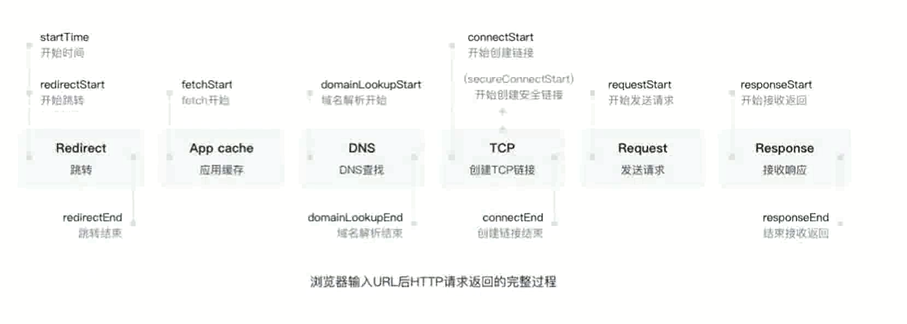 startTime
开始时间
redirectStart
开始跳转
fetchStart
fetch开始
domainLookupStart
域名解析开始
connectStart
开始创建链接
(secureConnectStart)
开始创建安全链接
requestStart
开始发送请求
responseStart
开始接收返回
Redirect
跳转
App cache
应用缓存
DNS
DNS查找
TCP
创建TCP链接
Request
发送请求
Response
接收响应
redirectEnd
跳转结束
domainLookupEnd
域名解析结束
connectEnd
创建链接结束
responseEnd
结束接收返回
浏览器输入URL后HTTP请求返回的完整过程